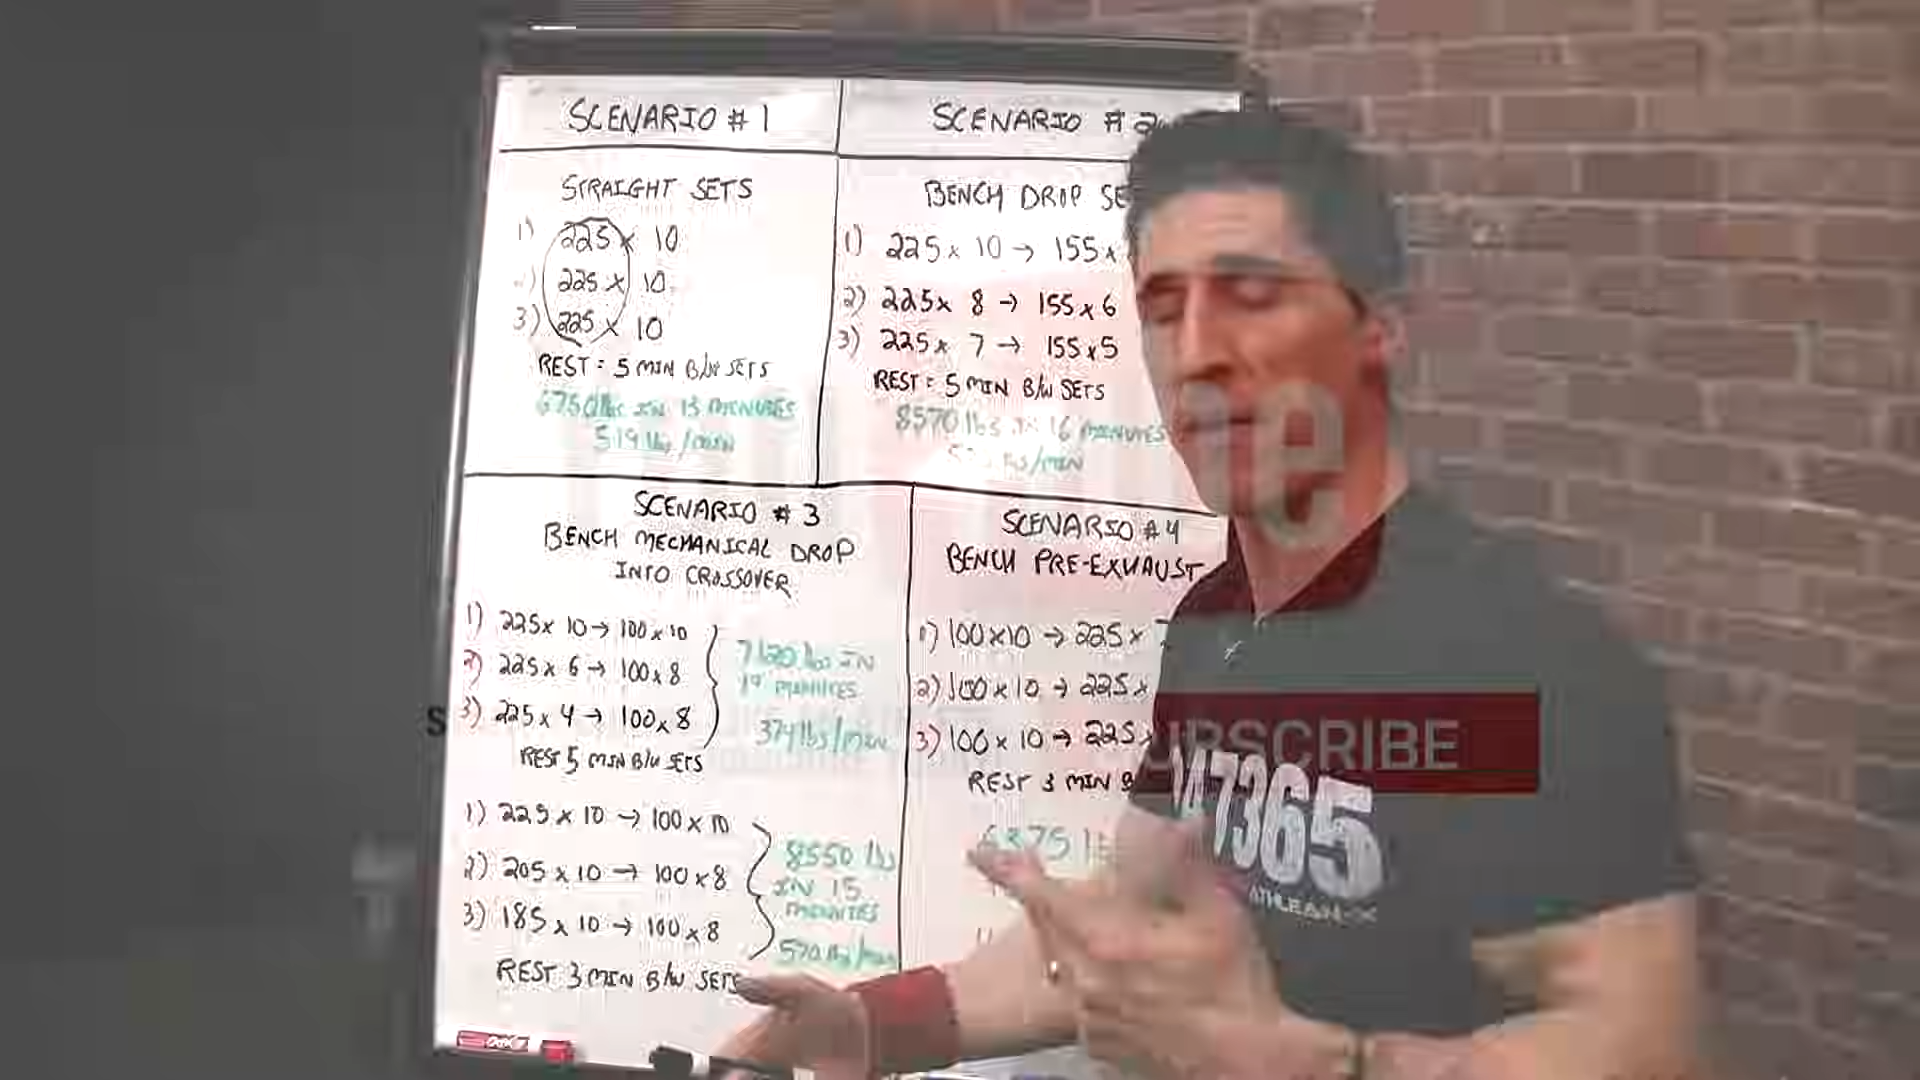 SCENARIO #1
STRAIGHT SETS
1) 225 x 10
225 x 10
3) 225 x 10
REST = 5 MIN B/W SETS
6750 lbs IN 13 MINUTES
519 lbs/MIN
SCENARIO # 2
BENCH DROP SE
1) 225 x 10 → 155 x
2) 225 x 8 → 155 x 6
3) 225 x 7 → 155 x 5
REST = 5 MIN B/W SETS
8570 lbs IN 16 MINUTES
lbs/MIN
SCENARIO # 3
BENCH MECHANICAL DROP
INTO CROSSOVER
1) 225 x 10 → 100 x 10
2) 225 x 6 → 100 x 8
3) 225 x 4 → 100 x 8
REST 5 MIN B/W SETS
lbs IN
19 MINUTES
374 lbs/MIN
1) 225 x 10 → 100 x 10
2) 205 x 10 → 100 x 8
3) 185 x 10 → 100 x 8
REST 3 MIN B/W SETS
8550 lbs
IN 15
MINUTES
570 lbs/MIN
SCENARIO #4
BENCH PRE-EXHAUST
1) 100 x 10 → 225 x
2) 100 x 10 → 225 x
3) 100 x 10 → 225 x
REST 3 MIN B
6375
he
SUBSCRIBE
7365
ATHLEAN-X